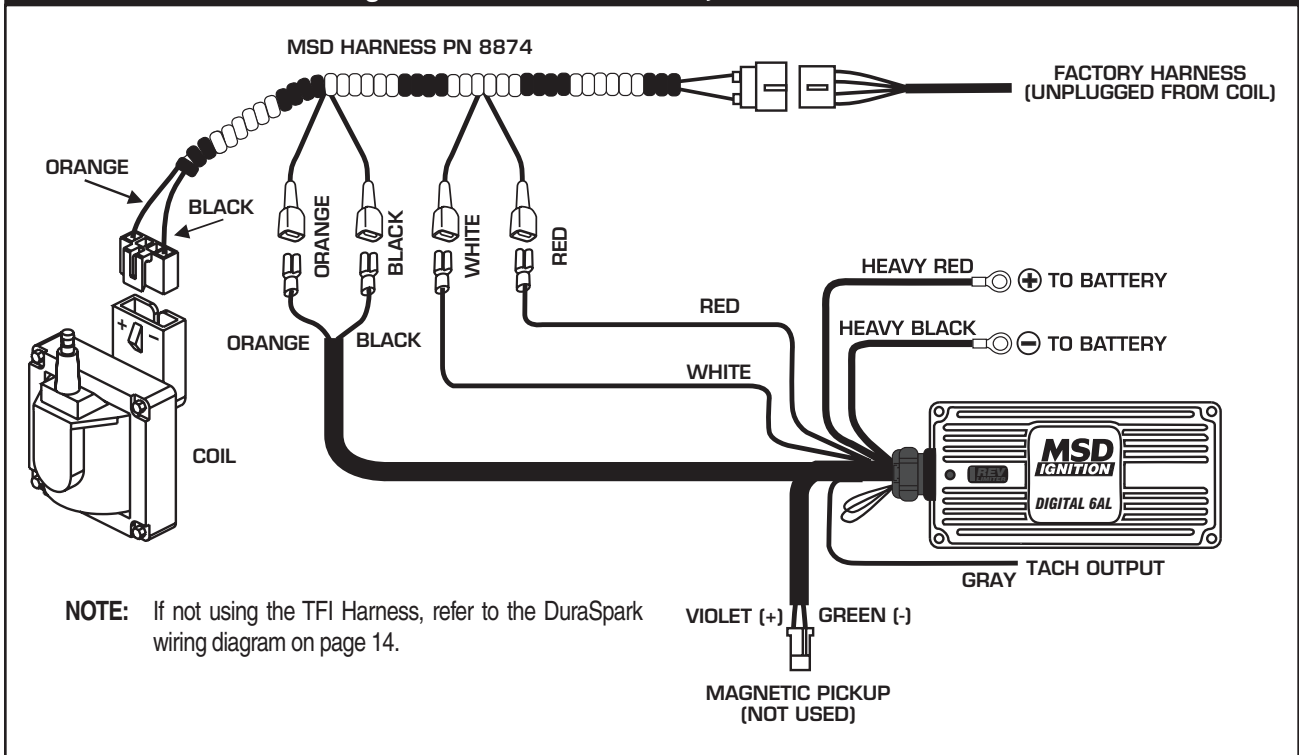 MSD HARNESS PN 8874
FACTORY HARNESS
(UNPLUGGED FROM COIL)
ORANGE
BLACK
ORANGE
BLACK
WHITE
RED
HEAVY RED
+ TO BATTERY
RED
HEAVY BLACK
- TO BATTERY
ORANGE
BLACK
WHITE
+
-
COIL
MSD
IGNITION
REV
LIMITER
DIGITAL 6AL
TACH OUTPUT
GRAY
NOTE: If not using the TFI Harness, refer to the DuraSpark
wiring diagram on page 14.
VIOLET (+)
GREEN (-)
MAGNETIC PICKUP
(NOT USED)